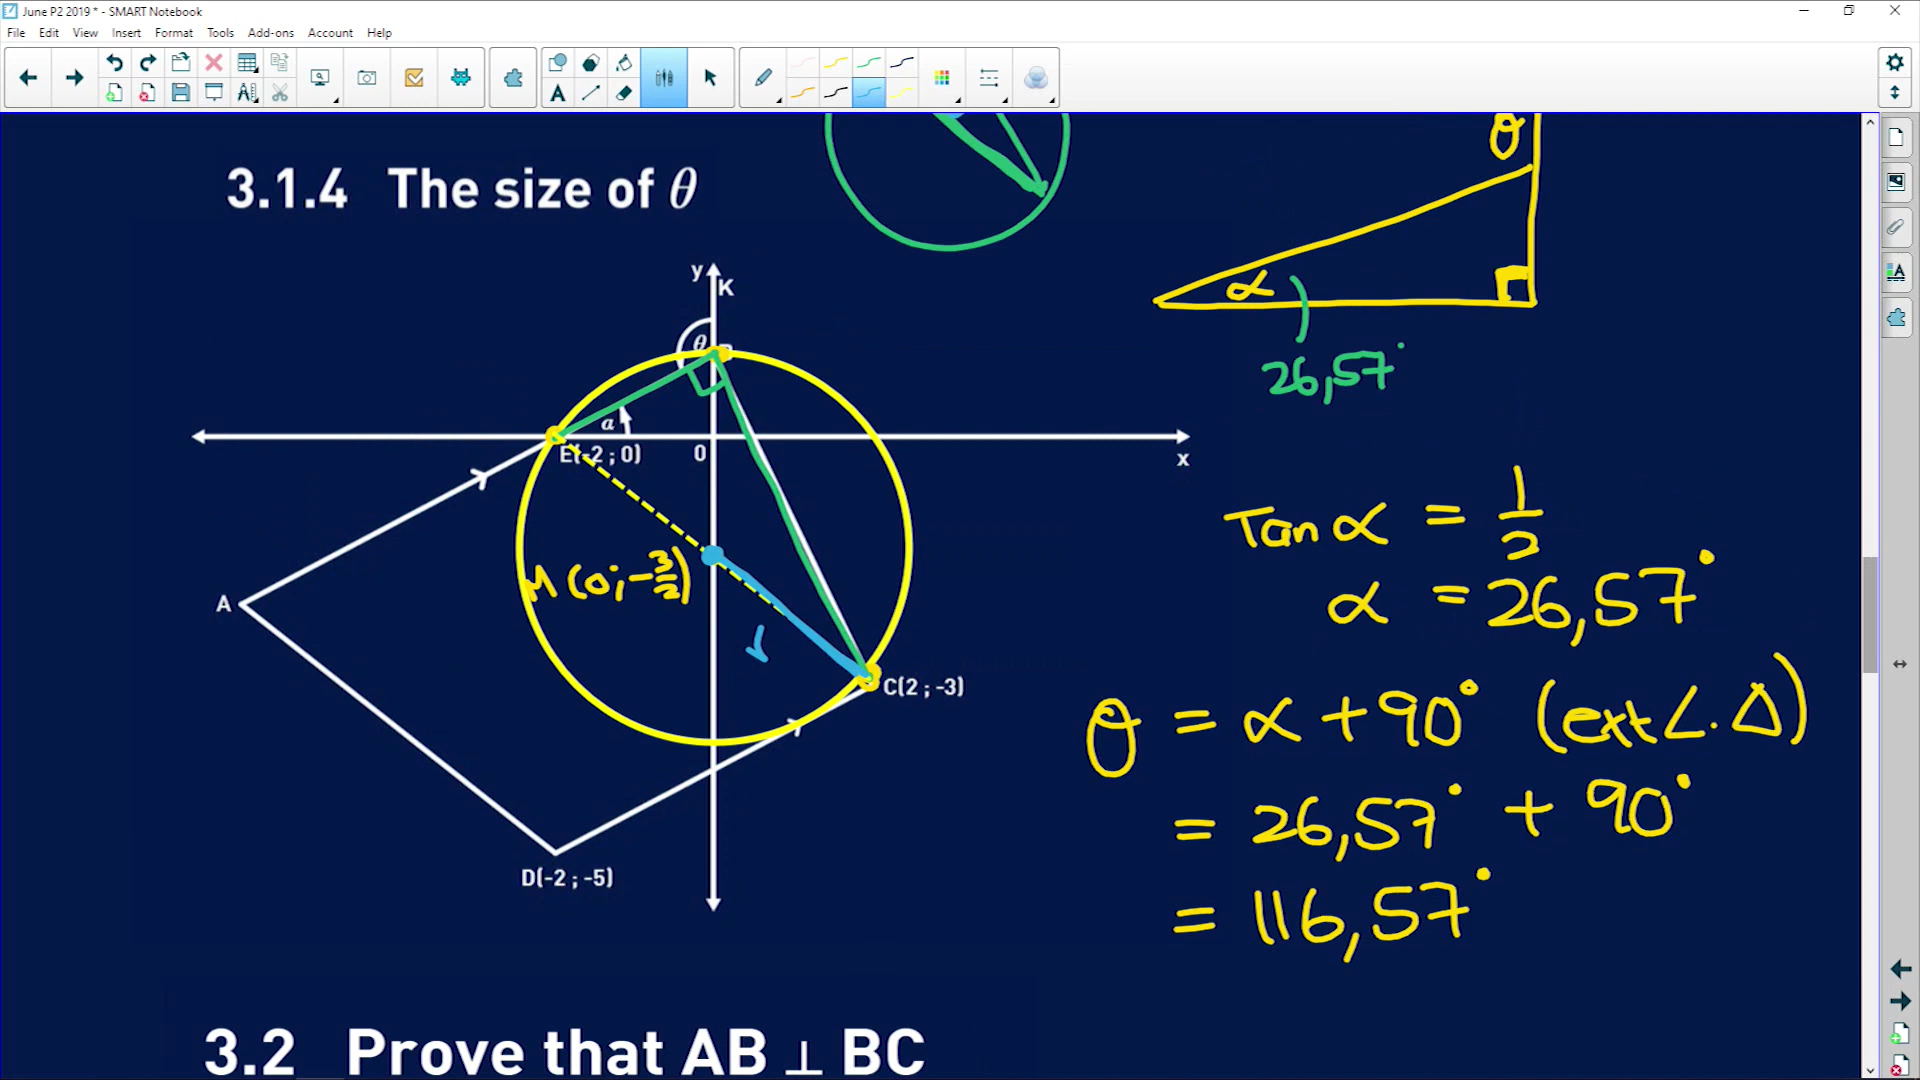 June P2 2019 * - SMART Notebook
File Edit View Insert Format Tools Add-ons Account Help
3.1.4 The size of θ
θ
α
26,57°
y
K
θ
a
E(-2 ; 0)
0
x
M(0; -3/2)
A
C(2 ; -3)
D(-2 ; -5)
Tan α = 1/2
α = 26,57°
θ = α + 90° (ext∠.Δ)
= 26,57° + 90°
= 116,57°
3.2 Prove that AB ⊥ BC